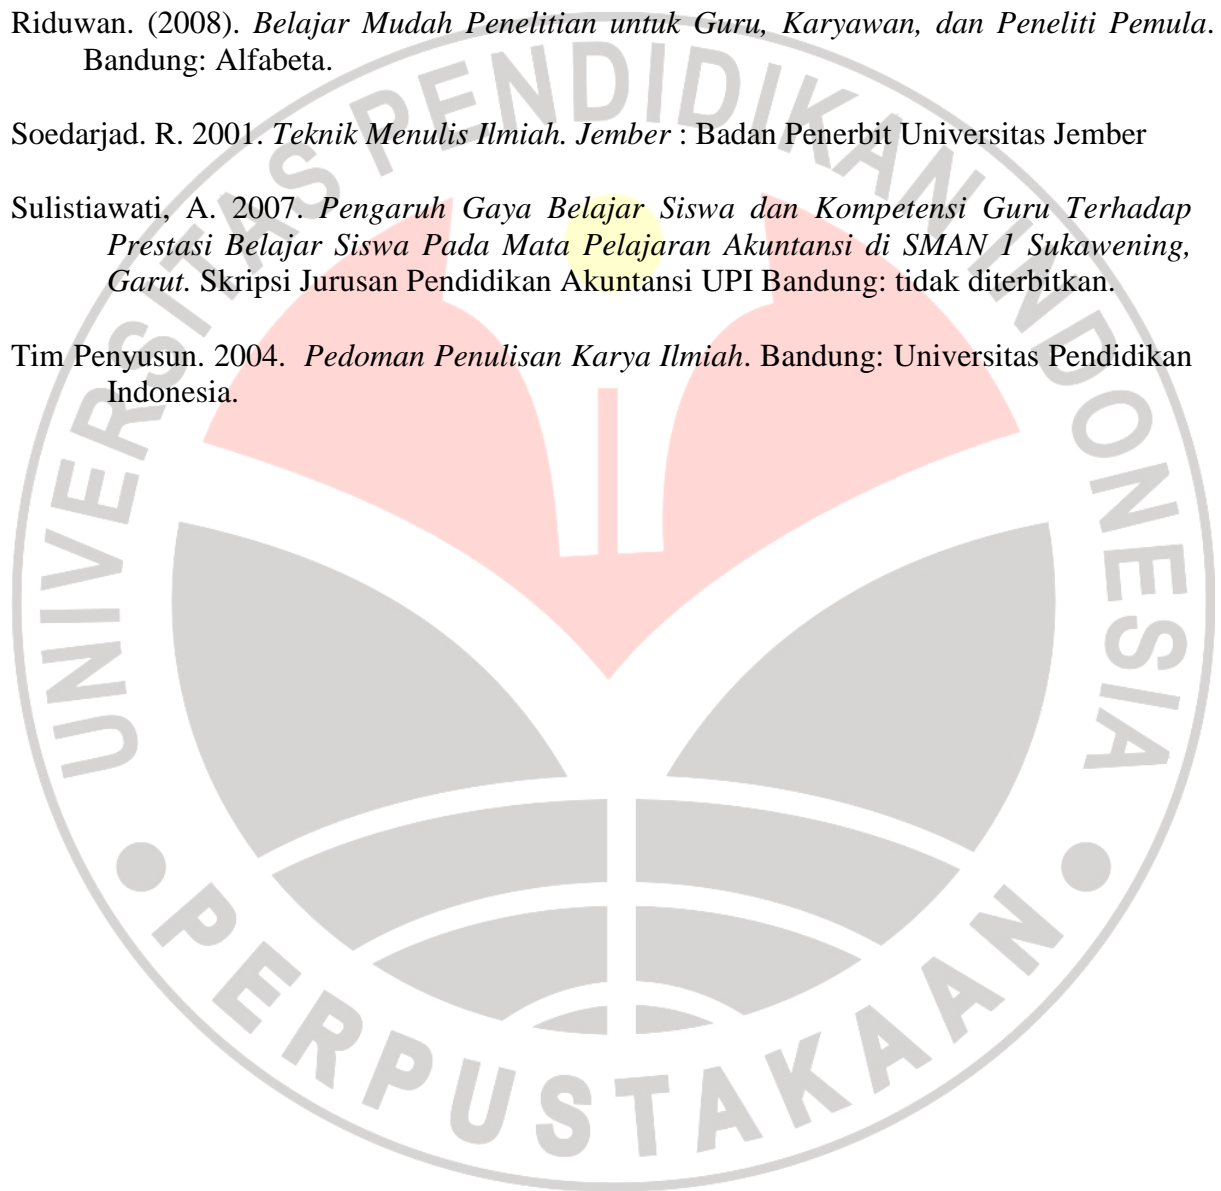 Riduwan. (2008). Belajar Mudah Penelitian untuk Guru, Karyawan, dan Peneliti Pemula.
Bandung: Alfabeta.
Soedarjad. R. 2001. Teknik Menulis Ilmiah. Jember : Badan Penerbit Universitas Jember
Sulistiawati, A. 2007. Pengaruh Gaya Belajar Siswa dan Kompetensi Guru Terhadap
Prestasi Belajar Siswa Pada Mata Pelajaran Akuntansi di SMAN 1 Sukawening,
Garut. Skripsi Jurusan Pendidikan Akuntansi UPI Bandung: tidak diterbitkan.
Tim Penyusun. 2004. Pedoman Penulisan Karya Ilmiah. Bandung: Universitas Pendidikan
Indonesia.
UNIVERSITAS PENDIDIKAN INDONESIA
PERPUSTAKAAN